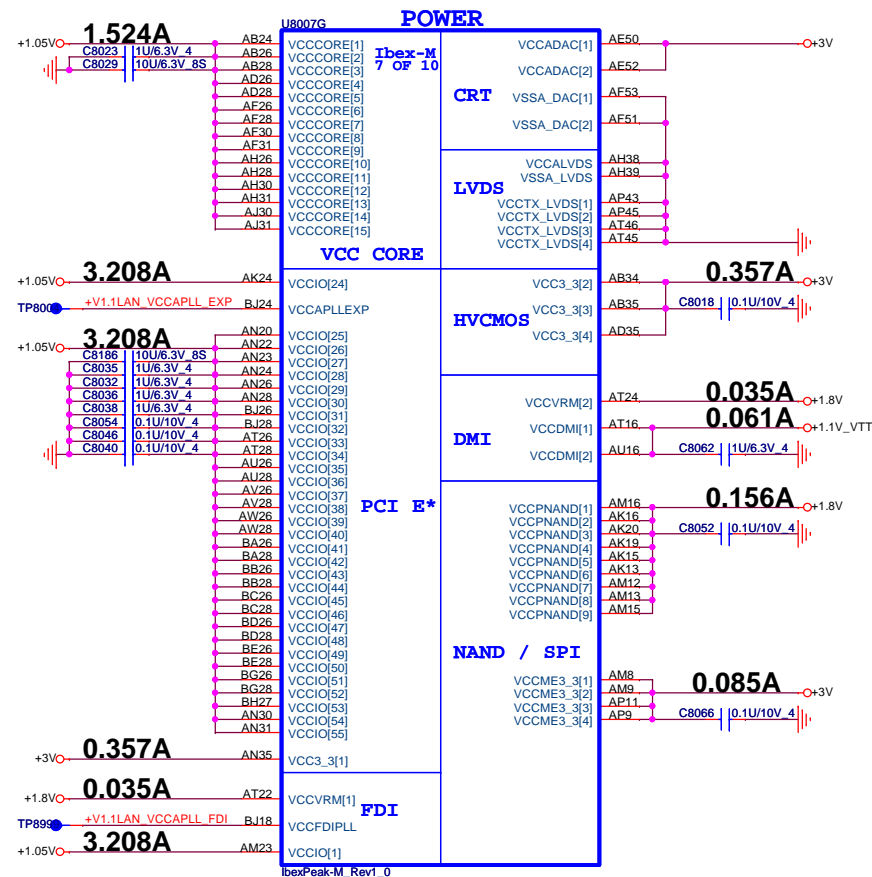 POWER
U8007G
Ibex-M
7 OF 10
+1.05V
1.524A
C8023 1U/6.3V_4
C8029 10U/6.3V_8S
AB24 VCCCORE[1]
AB26 VCCCORE[2]
AB28 VCCCORE[3]
AD26 VCCCORE[4]
AD28 VCCCORE[5]
AF26 VCCCORE[6]
AF28 VCCCORE[7]
AF30 VCCCORE[8]
AF31 VCCCORE[9]
AH26 VCCCORE[10]
AH28 VCCCORE[11]
AH30 VCCCORE[12]
AH31 VCCCORE[13]
AJ30 VCCCORE[14]
AJ31 VCCCORE[15]
VCC CORE
+1.05V 3.208A AK24 VCCIO[24]
TP800 +V1.1LAN_VCCAPLL_EXP BJ24 VCCAPLLEXP
+1.05V 3.208A
C8186 10U/6.3V_8S
C8035 1U/6.3V_4
C8032 1U/6.3V_4
C8036 1U/6.3V_4
C8038 1U/6.3V_4
C8054 0.1U/10V_4
C8046 0.1U/10V_4
C8040 0.1U/10V_4
AN20 VCCIO[25]
AN22 VCCIO[26]
AN23 VCCIO[27]
AN24 VCCIO[28]
AN26 VCCIO[29]
AN28 VCCIO[30]
BJ26 VCCIO[31]
BJ28 VCCIO[32]
AT26 VCCIO[33]
AT28 VCCIO[34]
AU26 VCCIO[35]
AU28 VCCIO[36]
AV26 VCCIO[37]
AV28 VCCIO[38]
AW26 VCCIO[39]
AW28 VCCIO[40]
BA26 VCCIO[41]
BA28 VCCIO[42]
BB26 VCCIO[43]
BB28 VCCIO[44]
BC26 VCCIO[45]
BC28 VCCIO[46]
BD26 VCCIO[47]
BD28 VCCIO[48]
BE26 VCCIO[49]
BE28 VCCIO[50]
BG26 VCCIO[51]
BG28 VCCIO[52]
BH27 VCCIO[53]
AN30 VCCIO[54]
AN31 VCCIO[55]
PCI E*
+3V 0.357A AN35 VCC3_3[1]
+1.8V 0.035A AT22 VCCVRM[1]
FDI
TP899 +V1.1LAN_VCCAPLL_FDI BJ18 VCCFDIPLL
+1.05V 3.208A AM23 VCCIO[1]
IbexPeak-M_Rev1_0
CRT
VCCADAC[1] AE50 +3V
VCCADAC[2] AE52
VSSA_DAC[1] AF53
VSSA_DAC[2] AF51
LVDS
VCCALVDS AH38
VSSA_LVDS AH39
VCCTX_LVDS[1] AP43
VCCTX_LVDS[2] AP45
VCCTX_LVDS[3] AT46
VCCTX_LVDS[4] AT45
HVCMOS
VCC3_3[2] AB34 0.357A +3V
VCC3_3[3] AB35 C8018 0.1U/10V_4
VCC3_3[4] AD35
DMI
VCCVRM[2] AT24 0.035A +1.8V
VCCDMI[1] AT16 0.061A +1.1V_VTT
VCCDMI[2] AU16 C8062 1U/6.3V_4
NAND / SPI
VCCPNAND[1] AM16 0.156A +1.8V
VCCPNAND[2] AK16
VCCPNAND[3] AK20 C8052 0.1U/10V_4
VCCPNAND[4] AK19
VCCPNAND[5] AK15
VCCPNAND[6] AK13
VCCPNAND[7] AM12
VCCPNAND[8] AM13
VCCPNAND[9] AM15
VCCME3_3[1] AM8
VCCME3_3[2] AM9 0.085A +3V
VCCME3_3[3] AP11
VCCME3_3[4] AP9 C8066 0.1U/10V_4